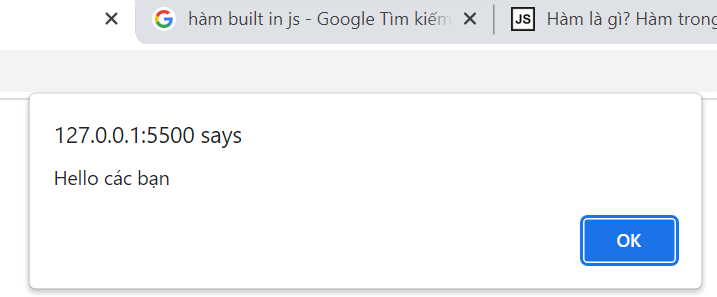 hàm built in js - Google Tìm kiếm
JS Hàm là gì? Hàm trong
127.0.0.1:5500 says
Hello các bạn
OK